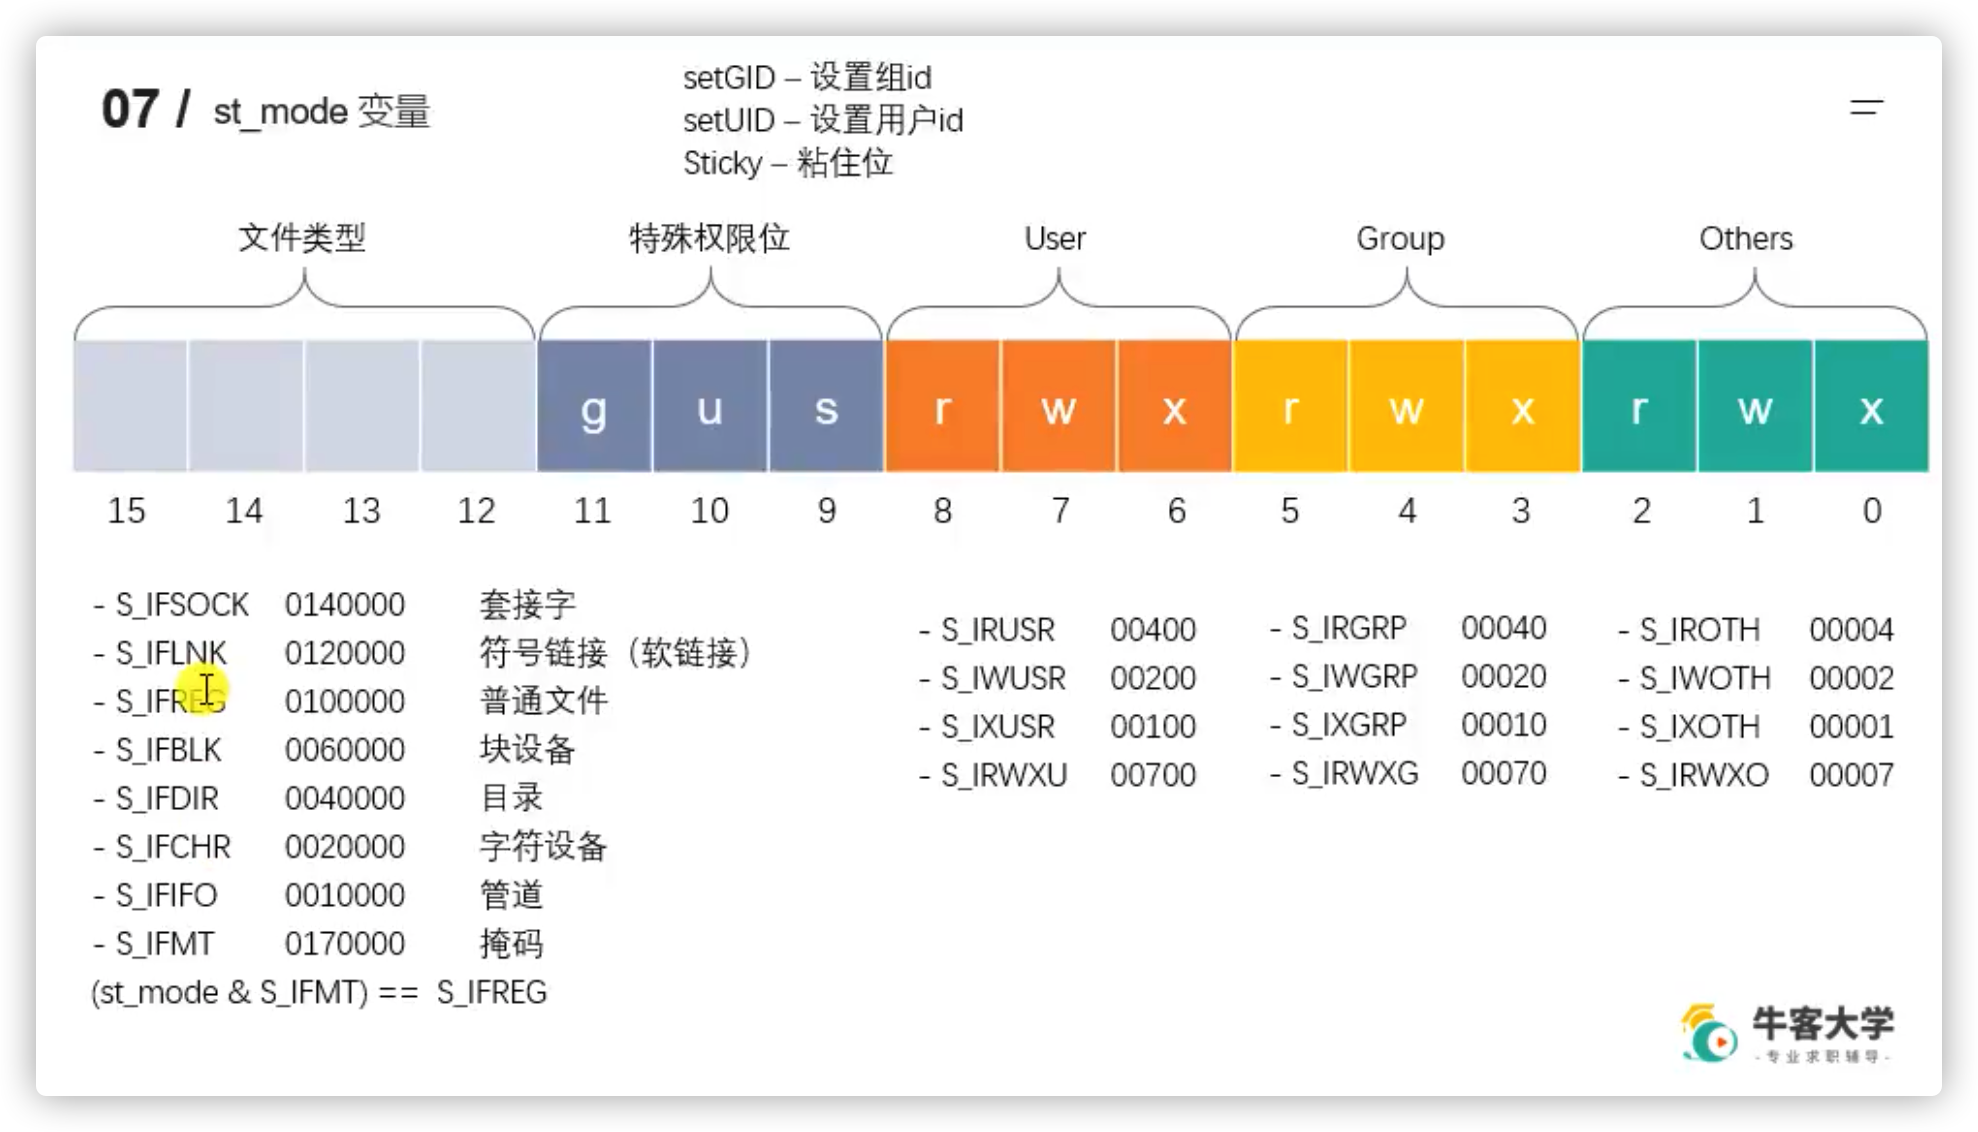 07 / st_mode 变量
setGID – 设置组id
setUID – 设置用户id
Sticky – 粘住位
文件类型 特殊权限位 User Group Others
g u s r w x r w x r w x
15 14 13 12 11 10 9 8 7 6 5 4 3 2 1 0
- S_IFSOCK 0140000 套接字
- S_IFLNK 0120000 符号链接（软链接）
- S_IFREG 0100000 普通文件
- S_IFBLK 0060000 块设备
- S_IFDIR 0040000 目录
- S_IFCHR 0020000 字符设备
- S_IFIFO 0010000 管道
- S_IFMT 0170000 掩码
(st_mode & S_IFMT) == S_IFREG
- S_IRUSR 00400
- S_IWUSR 00200
- S_IXUSR 00100
- S_IRWXU 00700
- S_IRGRP 00040
- S_IWGRP 00020
- S_IXGRP 00010
- S_IRWXG 00070
- S_IROTH 00004
- S_IWOTH 00002
- S_IXOTH 00001
- S_IRWXO 00007
牛客大学
-专业求职辅导-